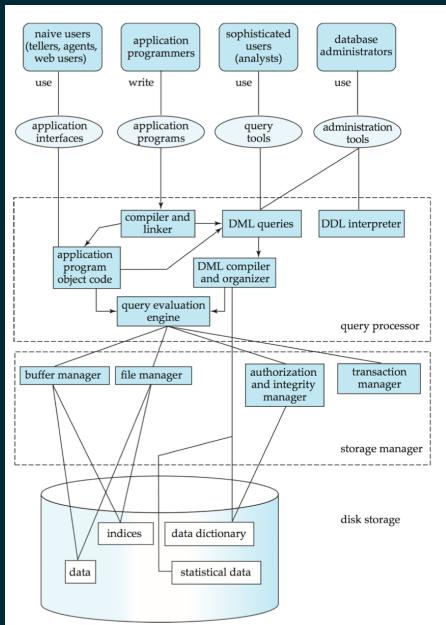 naive users
(tellers, agents,
web users)
application
programmers
sophisticated
users
(analysts)
database
administrators
use
write
use
use
application
interfaces
application
programs
query
tools
administration
tools
compiler and
linker
DML queries
DDL interpreter
application
program
object code
DML compiler
and organizer
query evaluation
engine
query processor
buffer manager
file manager
authorization
and integrity
manager
transaction
manager
storage manager
disk storage
indices
data dictionary
data
statistical data